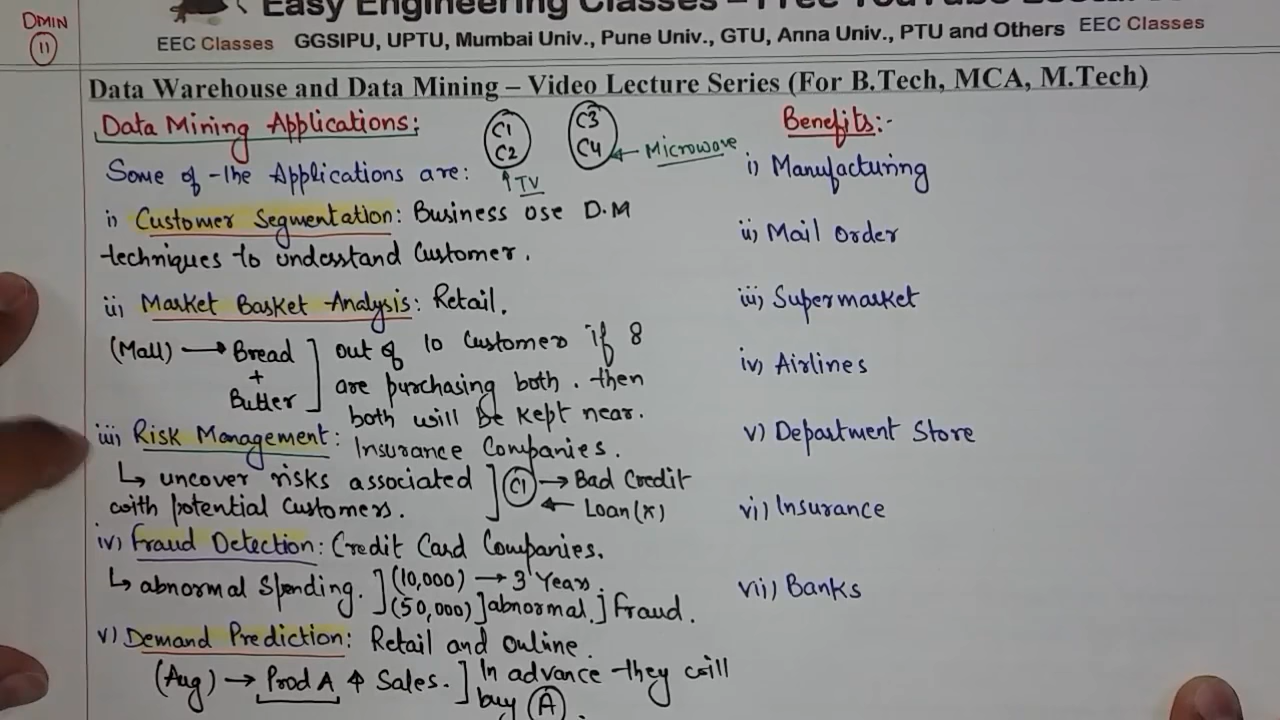 DMIN
11
Easy Engineering Classes – Free YouTube
EEC Classes GGSIPU, UPTU, Mumbai Univ., Pune Univ., GTU, Anna Univ., PTU and Others EEC Classes
Data Warehouse and Data Mining – Video Lecture Series (For B.Tech, MCA, M.Tech)
Data Mining Applications:
C1
C2
↑ TV
C3
C4 ← Microwave
Some of the Applications are:
i) Customer Segmentation: Business use D.M
techniques to understand Customer.
ii) Market Basket Analysis: Retail.
(Mall) → Bread
+
Butter
] out of 10 Customers if 8
are purchasing both. then
both will be kept near.
iii) Risk Management: Insurance Companies.
↳ uncover risks associated
with potential Customers. ]
C1 → Bad Credit
← Loan (x)
iv) Fraud Detection: Credit Card Companies.
↳ abnormal Spending. ] (10,000) → 3 Years.
(50,000) ] abnormal. ] Fraud.
v) Demand Prediction: Retail and online.
(Aug) → Prod A ↑ Sales. ] In advance they will
buy A.
Benefits:-
i) Manufacturing
ii) Mail Order
iii) Supermarket
iv) Airlines
v) Department Store
vi) Insurance
vii) Banks